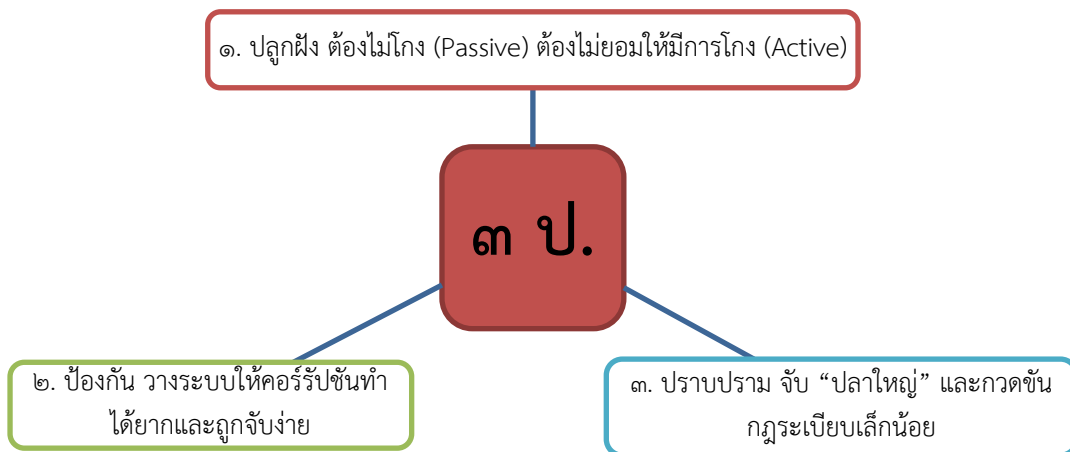 ๑. ปลูกฝัง ต้องไม่โกง (Passive) ต้องไม่ยอมให้มีการโกง (Active)
๓ ป.
๒. ป้องกัน วางระบบให้คอร์รัปชันทำ
ได้ยากและถูกจับง่าย
๓. ปราบปราม จับ “ปลาใหญ่” และกวดขัน
กฎระเบียบเล็กน้อย